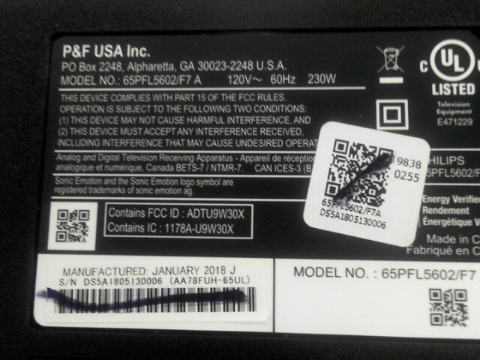 P&F USA Inc.
PO Box 2248, Alpharetta, GA 30023-2248 U.S.A.
MODEL NO.: 65PFL5602/F7 A 120V~ 60Hz 230W
THIS DEVICE COMPLIES WITH PART 15 OF THE FCC RULES.
OPERATION IS SUBJECT TO THE FOLLOWING TWO CONDITIONS:
(1) THIS DEVICE MAY NOT CAUSE HARMFUL INTERFERENCE, AND
(2) THIS DEVICE MUST ACCEPT ANY INTERFERENCE RECEIVED,
INCLUDING INTERFERENCE THAT MAY CAUSE UNDESIRED OPERAT
Analog and Digital Television Receiving Apparatus - Appareil de réception
analogique et numérique, Canada BETS-7 / NTMR-7. CAN ICES-3 (B
Sonic Emotion and the Sonic Emotion logo symbol are
registered trademarks of sonic emotion ag.
Contains FCC ID : ADTU9W30X
Contains IC : 1178A-U9W30X
MANUFACTURED: JANUARY 2018 J
S/N DS5A1805130006 (AA78FUH-65UL)
C UL
LISTED
Television
Equipment
E471229
9838
0255
65PFL5602/F7A
DS5A1805130006
PHILIPS
65PFL5602/F7
Energy Verified
Rendement
Énergétique
Made in
Fabriqué en
MODEL NO. : 65PFL5602/F7